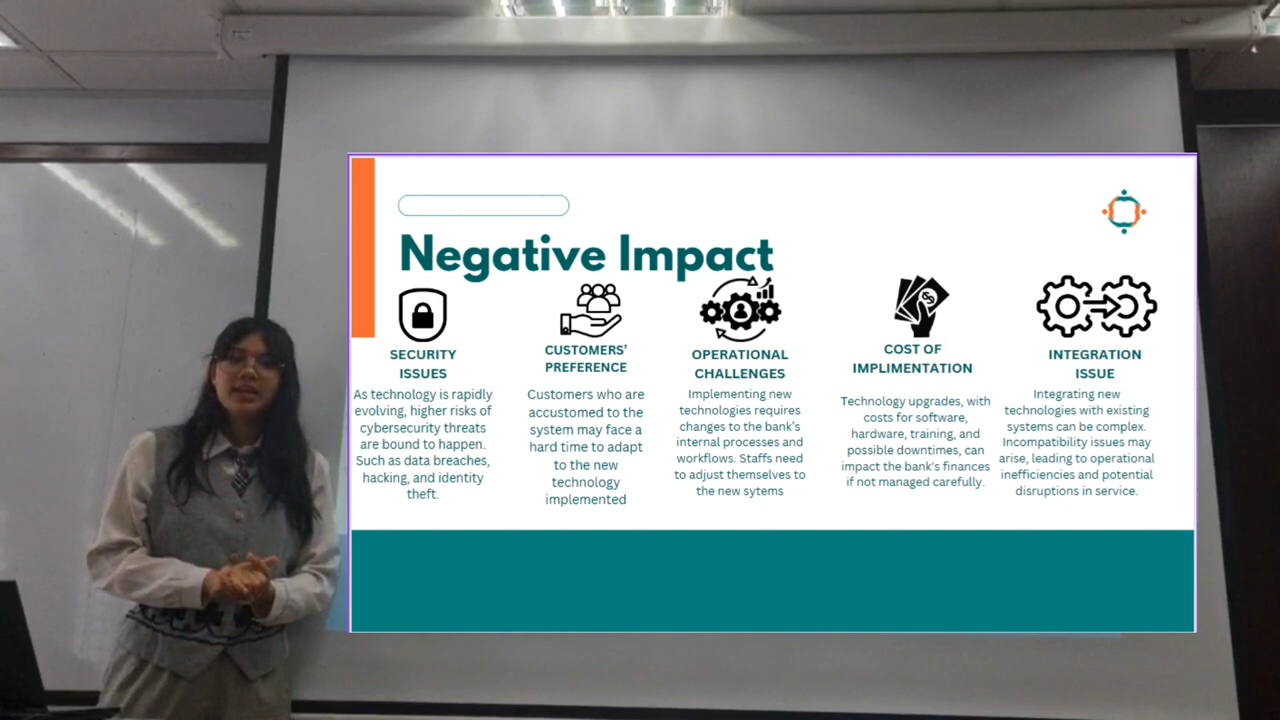 Negative Impact
SECURITY
ISSUES
As technology is rapidly
evolving, higher risks of
cybersecurity threats
are bound to happen.
Such as data breaches,
hacking, and identity
theft.
CUSTOMERS'
PREFERENCE
Customers who are
accustomed to the
system may face a
hard time to adapt
to the new
technology
implemented
OPERATIONAL
CHALLENGES
Implementing new
technologies requires
changes to the bank's
internal processes and
workflows. Staffs need
to adjust themselves to
the new sytems
COST OF
IMPLIMENTATION
Technology upgrades, with
costs for software,
hardware, training, and
possible downtimes, can
impact the bank's finances
if not managed carefully.
INTEGRATION
ISSUE
Integrating new
technologies with existing
systems can be complex.
Incompatibility issues may
arise, leading to operational
inefficiencies and potential
disruptions in service.